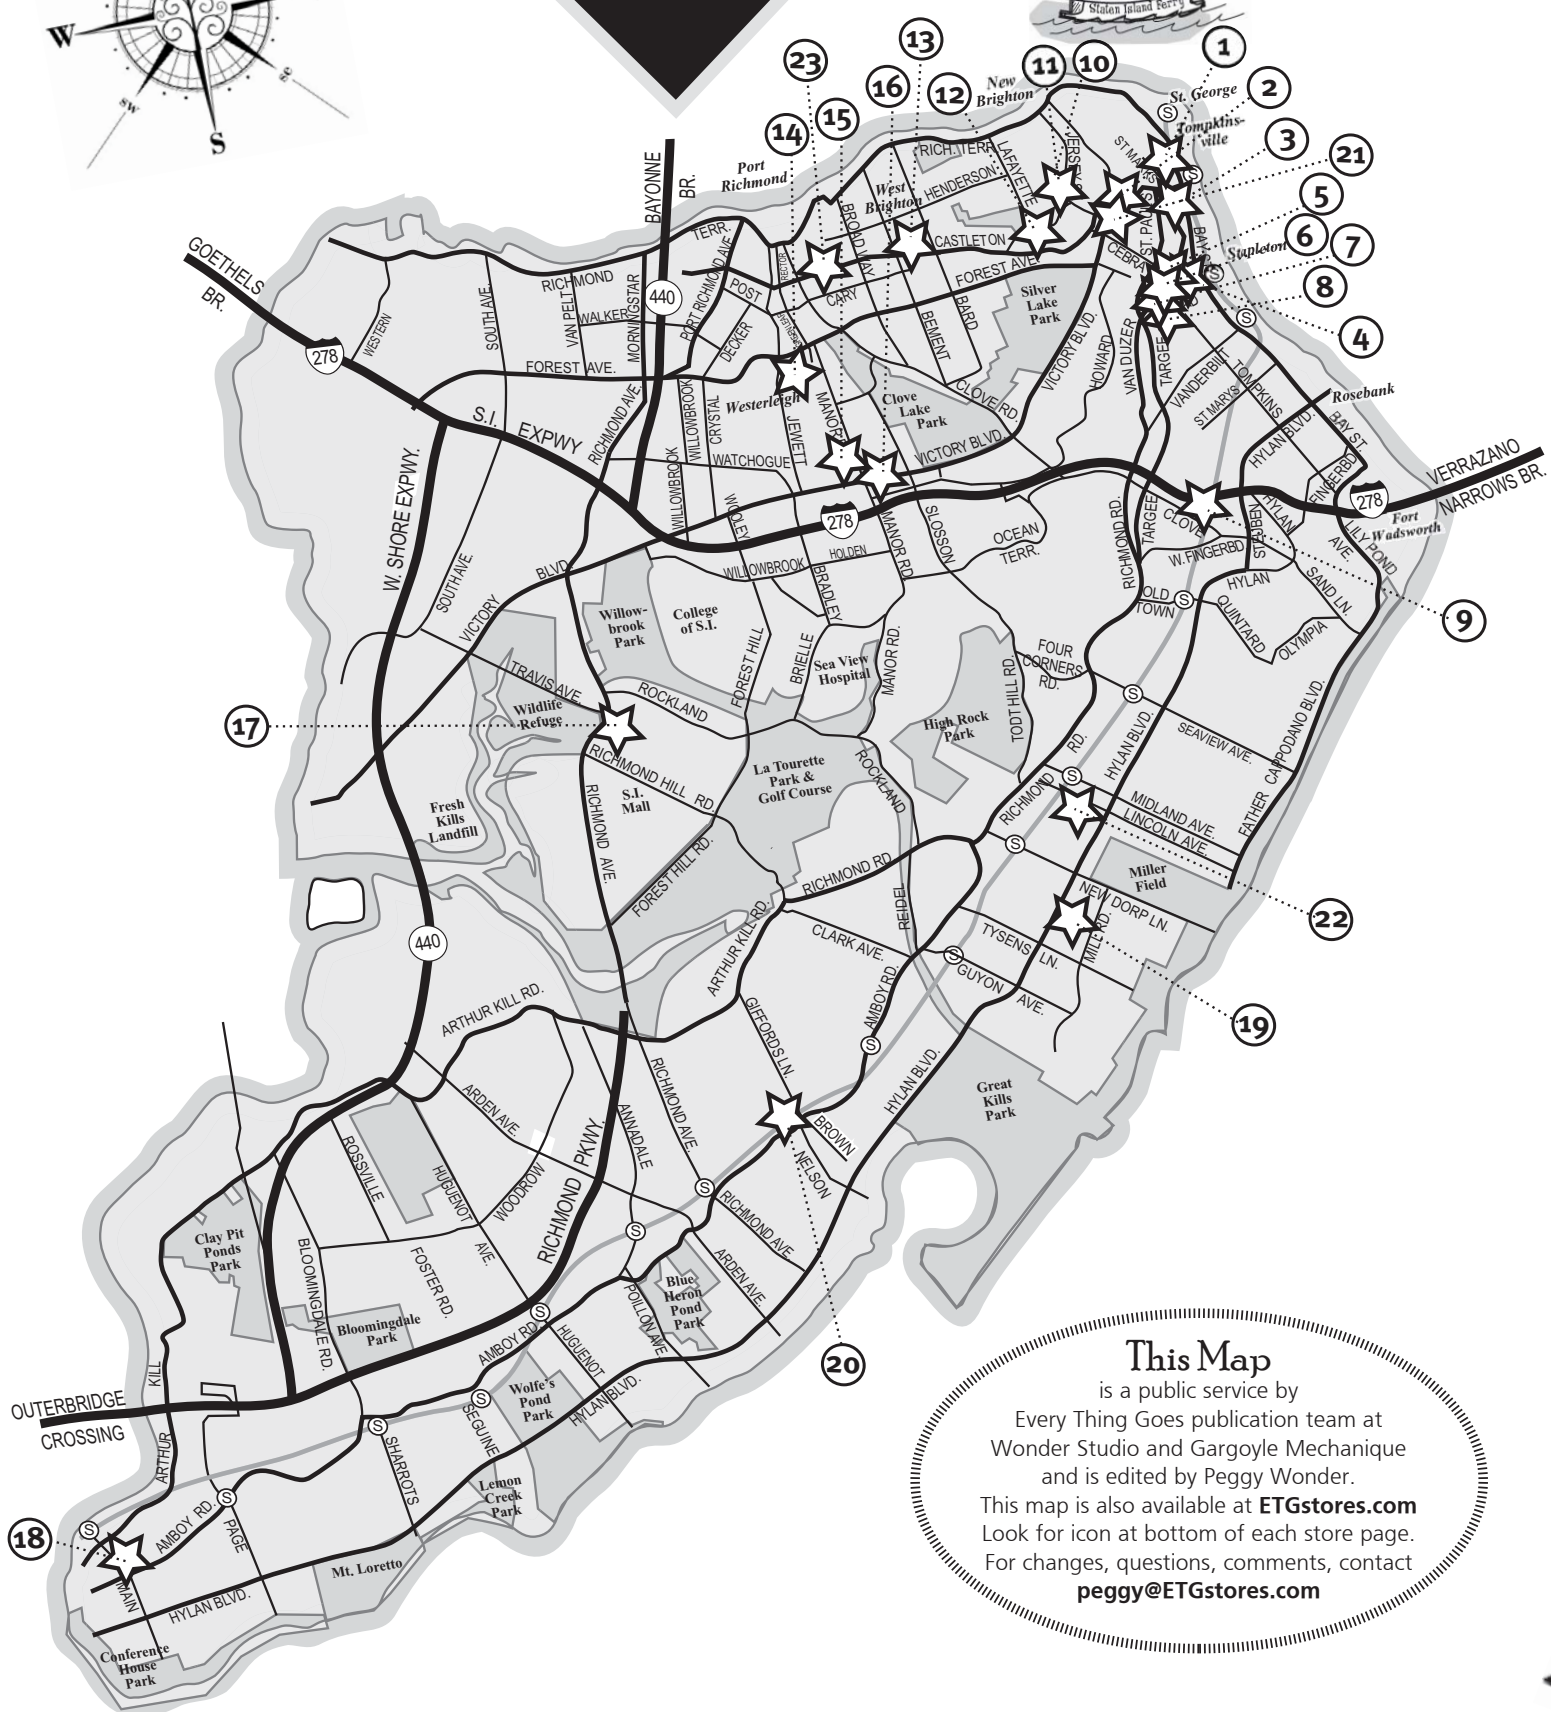 Staten Island Ferry
W
SW
S
se
23
13
16
12
11
10
1
2
14
15
3
21
5
6
7
8
4
9
17
22
19
20
18
New
Brighton
St. George
Tompkins-
ville
Port
Richmond
West
Brighton
Stapleton
Westerleigh
Rosebank
Fort
Wadsworth
BAYONNE
BR.
GOETHELS
BR.
VERRAZANO
NARROWS BR.
OUTERBRIDGE
CROSSING
278
278
278
440
440
S.I. EXPWY
W. SHORE EXPWY.
RICHMOND PKWY.
RICH. TERR.
LAFAYETTE
HENDERSON
CASTLETON
BROADWAY
CARY
FOREST AVE.
BARD
BEMENT
CEBRA
VICTORY BLVD.
HOWARD
VAN DUZER
TARGEE
VANDERBILT
ST MARYS
TOMPKINS
HYLAN BLVD.
BAY ST.
FINGERBD
LILY POND
AVE
HYLAN
STEUBEN
CLOVE
W. FINGERBD
HYLAN
SAND LN.
QUINTARD
OLYMPIA
OLD
TOWN
TARGEE
RICHMOND RD.
TERR.
RICHMOND
PORT RICHMOND AVE
POST
DECKER
MORNINGSTAR
WALKER
VAN PELT
SOUTH AVE.
WESTERN
FOREST AVE.
RICHMOND AVE.
WILLOWBROOK
CRYSTAL
WATCHOGUE
JEWETT
MANOR
CLOVE RD.
VICTORY BLVD.
WILLOWBROOK
WOOLEY
SLOSSON
OCEAN
TERR.
HOLDEN
MANOR RD.
WILLOWBROOK
BRADLEY
SOUTH AVE.
VICTORY
BLVD.
TRAVIS AVE.
ROCKLAND
FOREST HILL
BRIELLE
MANOR RD.
TODT HILL RD.
FOUR
CORNERS
RD.
RICHMOND
RD.
HYLAN BLVD.
SEAVIEW AVE.
MIDLAND AVE.
LINCOLN AVE.
FATHER CAPPODANO BLVD.
NEW DORP LN.
MILL RD.
TYSENS LN.
GUYON AVE.
RICHMOND HILL RD.
RICHMOND AVE.
FOREST HILL RD.
ROCKLAND
RICHMOND RD.
REIDEL
CLARK AVE.
ARTHUR KILL RD.
ARTHUR KILL RD.
AMBOY RD.
GIFFORDS LN.
HYLAN BLVD.
BROWN
NELSON
RICHMOND AVE.
ANNADALE
ARDEN AVE.
WOODROW
HUGUENOT
AVE.
ROSSVILLE
FOSTER RD.
BLOOMINGDALE RD.
RICHMOND AVE.
ARDEN AVE.
POILLON AVE
AMBOY RD.
HUGUENOT
HYLAN BLVD.
SEGUINE
SHARROTS
ARTHUR
KILL
AMBOY RD.
PAGE
MAIN
HYLAN BLVD.
Silver
Lake
Park
Clove
Lake
Park
Willow-
brook
Park
College
of S.I.
Sea View
Hospital
High Rock
Park
Wildlife
Refuge
S.I.
Mall
La Tourette
Park &
Golf Course
Fresh
Kills
Landfill
Miller
Field
Great
Kills
Park
Clay Pit
Ponds
Park
Bloomingdale
Park
Blue
Heron
Pond
Park
Wolfe's
Pond
Park
Lemon
Creek
Park
Mt. Loretto
Conference
House
Park
This Map
is a public service by
Every Thing Goes publication team at
Wonder Studio and Gargoyle Mechanique
and is edited by Peggy Wonder.
This map is also available at ETGstores.com
Look for icon at bottom of each store page.
For changes, questions, comments, contact
peggy@ETGstores.com